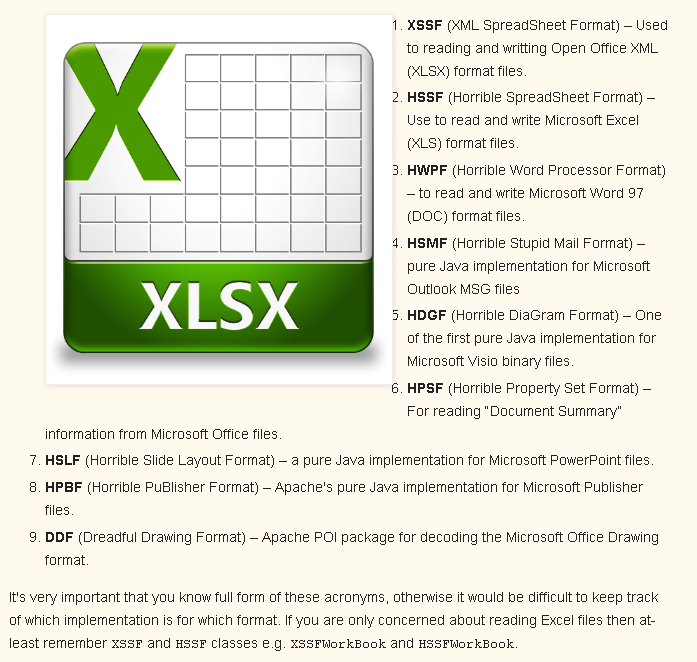 X
XLSX
1. XSSF (XML SpreadSheet Format) – Used
to reading and writting Open Office XML
(XLSX) format files.
2. HSSF (Horrible SpreadSheet Format) –
Use to read and write Microsoft Excel
(XLS) format files.
3. HWPF (Horrible Word Processor Format)
– to read and write Microsoft Word 97
(DOC) format files.
4. HSMF (Horrible Stupid Mail Format) –
pure Java implementation for Microsoft
Outlook MSG files
5. HDGF (Horrible DiaGram Format) – One
of the first pure Java implementation for
Microsoft Visio binary files.
6. HPSF (Horrible Property Set Format) –
For reading “Document Summary”
information from Microsoft Office files.
7. HSLF (Horrible Slide Layout Format) – a pure Java implementation for Microsoft PowerPoint files.
8. HPBF (Horrible PuBlisher Format) – Apache's pure Java implementation for Microsoft Publisher
files.
9. DDF (Dreadful Drawing Format) – Apache POI package for decoding the Microsoft Office Drawing
format.
It's very important that you know full form of these acronyms, otherwise it would be difficult to keep track
of which implementation is for which format. If you are only concerned about reading Excel files then at-
least remember XSSF and HSSF classes e.g. XSSFWorkBook and HSSFWorkBook.